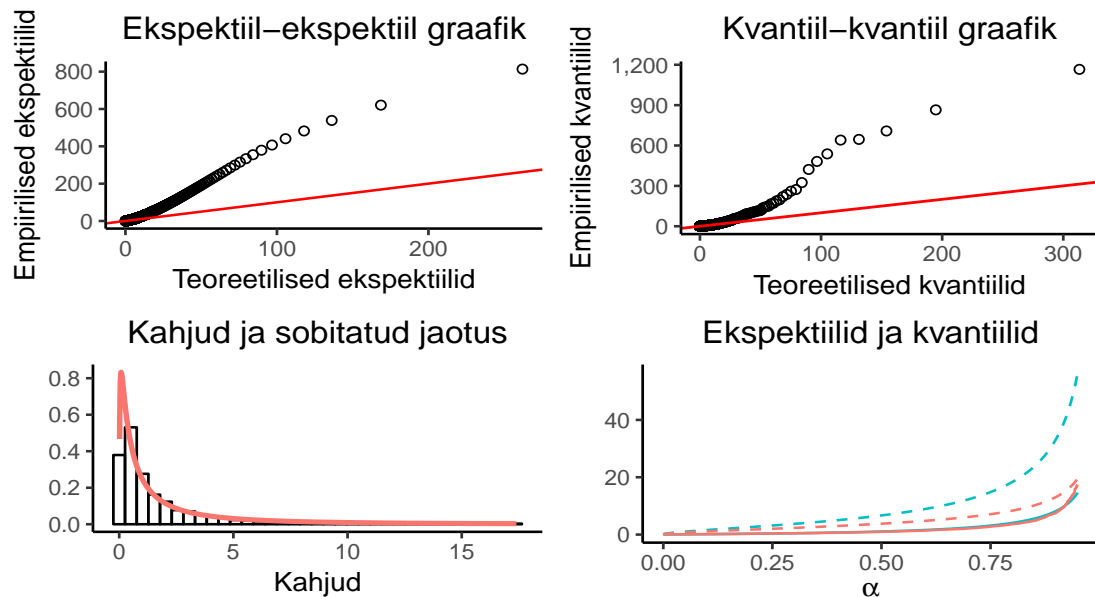 Ekspektiil–ekspektiil graafik
Empiirilised ekspektiilid
800
600
400
200
0
0 100 200
Teoreetilised ekspektiilid
Kvantiil–kvantiil graafik
Empiirilised kvantiilid
1,200
900
600
300
0
0 100 200 300
Teoreetilised kvantiilid
Kahjud ja sobitatud jaotus
0.8
0.6
0.4
0.2
0.0
0 5 10 15
Kahjud
Ekspektiilid ja kvantiilid
40
20
0
0.00 0.25 0.50 0.75
α